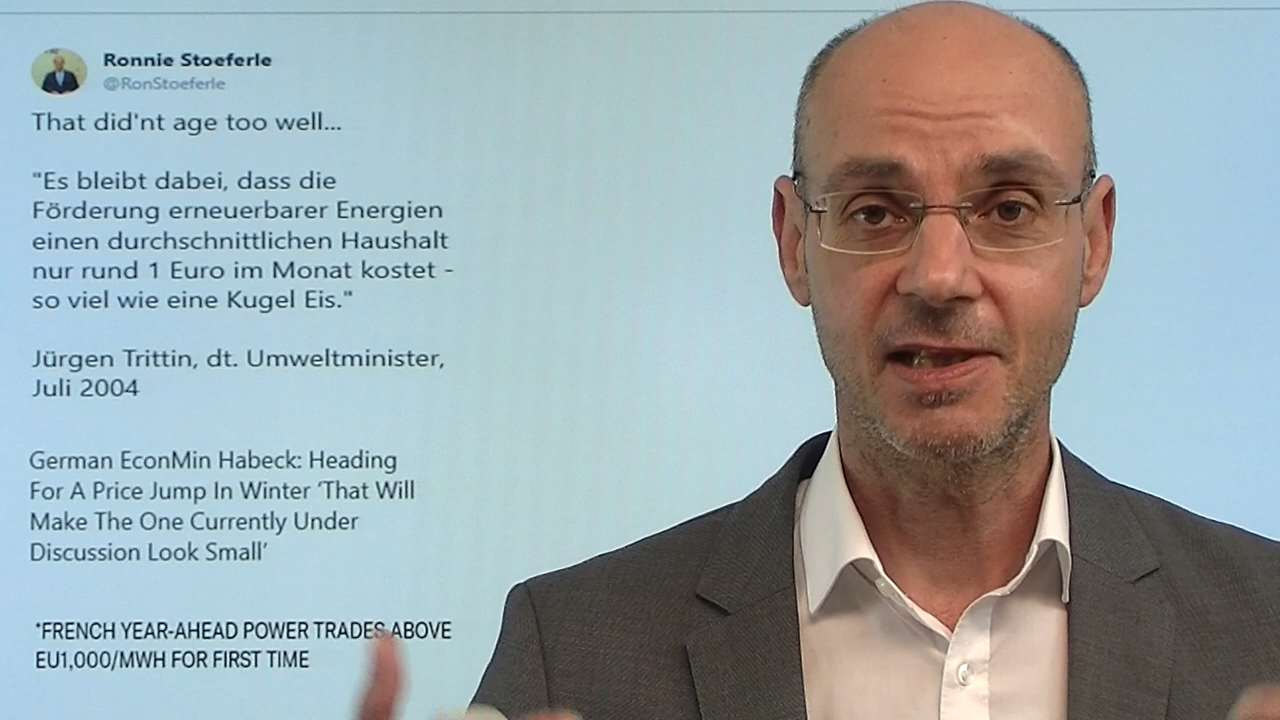 Ronnie Stoeferle
@RonStoeferle
That did'nt age too well...
"Es bleibt dabei, dass die
Förderung erneuerbarer Energien
einen durchschnittlichen Haushalt
nur rund 1 Euro im Monat kostet -
so viel wie eine Kugel Eis."
Jürgen Trittin, dt. Umweltminister,
Juli 2004
German EconMin Habeck: Heading
For A Price Jump In Winter ‘That Will
Make The One Currently Under
Discussion Look Small’
*FRENCH YEAR-AHEAD POWER TRADES ABOVE
EU1,000/MWH FOR FIRST TIME